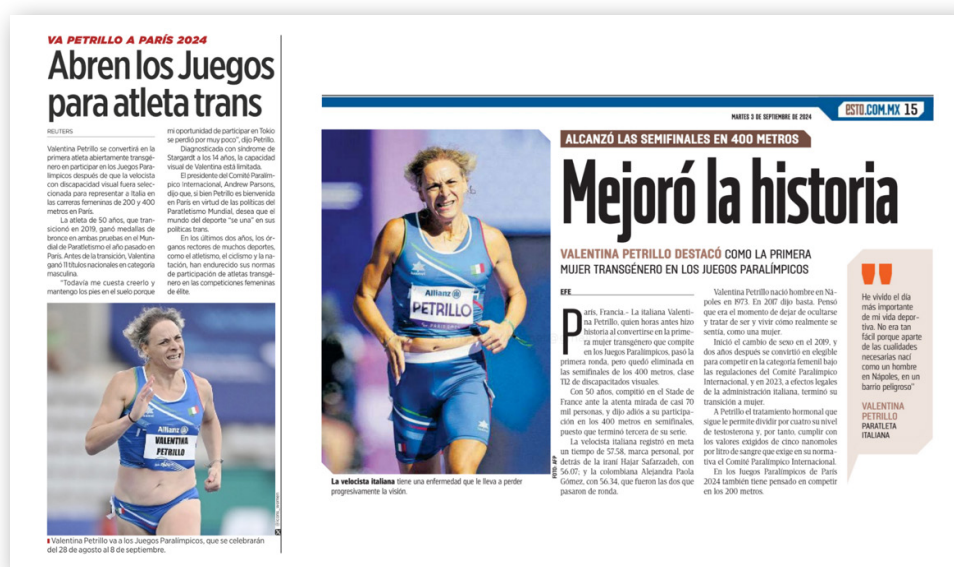 VA PETRILLO A PARÍS 2024
Abren los Juegos
para atleta trans
REUTERS
Valentina Petrillo se convertirá en la
primera atleta abiertamente transgé-
nero en participar en los Juegos Para-
límpicos después de que la velocista
con discapacidad visual fuera selec-
cionada para representar a Italia en
las carreras femeninas de 200 y 400
metros en París.
La atleta de 50 años, que tran-
sicionó en 2019, ganó medallas de
bronce en ambas pruebas en el Mun-
dial de Paratletismo el año pasado en
París. Antes de la transición, Valentina
ganó 11 títulos nacionales en categoría
masculina.
"Todavía me cuesta creerlo y
mantengo los pies en el suelo porque
mi oportunidad de participar en Tokio
se perdió por muy poco", dijo Petrillo.
Diagnosticada con síndrome de
Stargardt a los 14 años, la capacidad
visual de Valentina está limitada.
El presidente del Comité Paralím-
pico Internacional, Andrew Parsons,
dijo que, si bien Petrillo es bienvenida
en París en virtud de las políticas del
Paratletismo Mundial, desea que el
mundo del deporte "se una" en sus
políticas trans.
En los últimos dos años, los ór-
ganos rectores de muchos deportes,
como el atletismo, el ciclismo y la na-
tación, han endurecido sus normas
de participación de atletas transgé-
nero en las competiciones femeninas
de élite.
Allianz
VALENTINA
PETRILLO
Valentina Petrillo va a los Juegos Paralímpicos, que se celebrarán
del 28 de agosto al 8 de septiembre.
MARTES 3 DE SEPTIEMBRE DE 2024
ESTO.COM.MX 15
ALCANZÓ LAS SEMIFINALES EN 400 METROS
Mejoró la historia
VALENTINA PETRILLO DESTACÓ COMO LA PRIMERA
MUJER TRANSGÉNERO EN LOS JUEGOS PARALÍMPICOS
Allianz
PETRILLO
FOTO: AFP
La velocista italiana tiene una enfermedad que le lleva a perder
progresivamente la visión.
EFE
París, Francia.- La italiana Valenti-
na Petrillo, quien horas antes hizo
historia al convertirse en la prime-
ra mujer transgénero que compite
en los Juegos Paralímpicos, pasó la
primera ronda, pero quedó eliminada en
las semifinales de los 400 metros, clase
T12 de discapacitados visuales.
Con 50 años, compitió en el Stade de
France ante la atenta mirada de casi 70
mil personas, y dijo adiós a su participa-
ción en los 400 metros en semifinales,
puesto que terminó tercera de su serie.
La velocista italiana registró en meta
un tiempo de 57.58, marca personal, por
detrás de la iraní Hajar Safarzadeh, con
56.07; y la colombiana Alejandra Paola
Gómez, con 56.34, que fueron las dos que
pasaron de ronda.
Valentina Petrillo nació hombre en Ná-
poles en 1973. En 2017 dijo basta. Pensó
que era el momento de dejar de ocultarse
y tratar de ser y vivir cómo realmente se
sentía, como una mujer.
Inició el cambio de sexo en el 2019, y
dos años después se convirtió en elegible
para competir en la categoría femenil bajo
las regulaciones del Comité Paralímpico
Internacional, y en 2023, a efectos legales
de la administración italiana, terminó su
transición a mujer.
A Petrillo el tratamiento hormonal que
sigue le permite dividir por cuatro su nivel
de testosterona y, por tanto, cumplir con
los valores exigidos de cinco nanomoles
por litro de sangre que exige en su norma-
tiva el Comité Paralímpico Internacional.
En los Juegos Paralímpicos de París
2024 también tiene pensado en competir
en los 200 metros.
He vivido el día
más importante
de mi vida depor-
tiva. No era tan
fácil porque aparte
de las cualidades
necesarias nací
como un hombre
en Nápoles, en un
barrio peligroso"
VALENTINA
PETRILLO
PARATLETA
ITALIANA